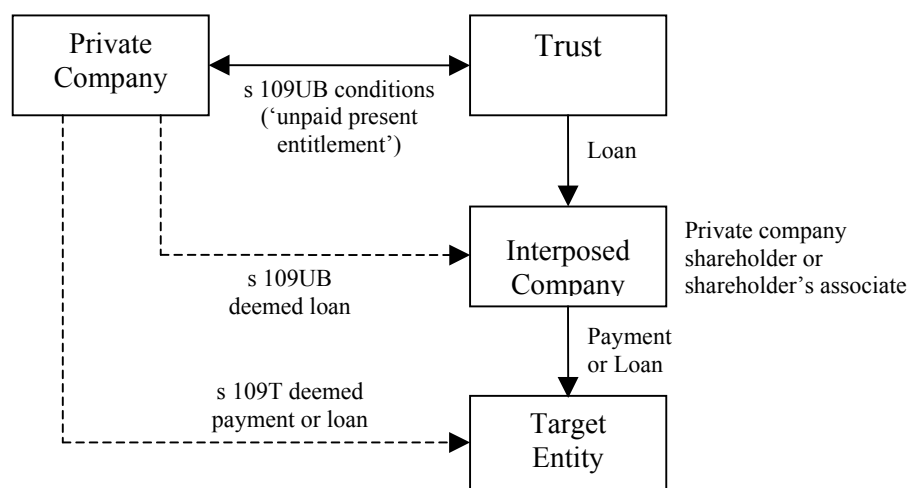 Private
Company
Trust
s 109UB conditions
(‘unpaid present
entitlement’)
Loan
Interposed
Company
Private company
shareholder or
shareholder’s associate
s 109UB
deemed loan
Payment
or Loan
s 109T deemed
payment or loan
Target
Entity